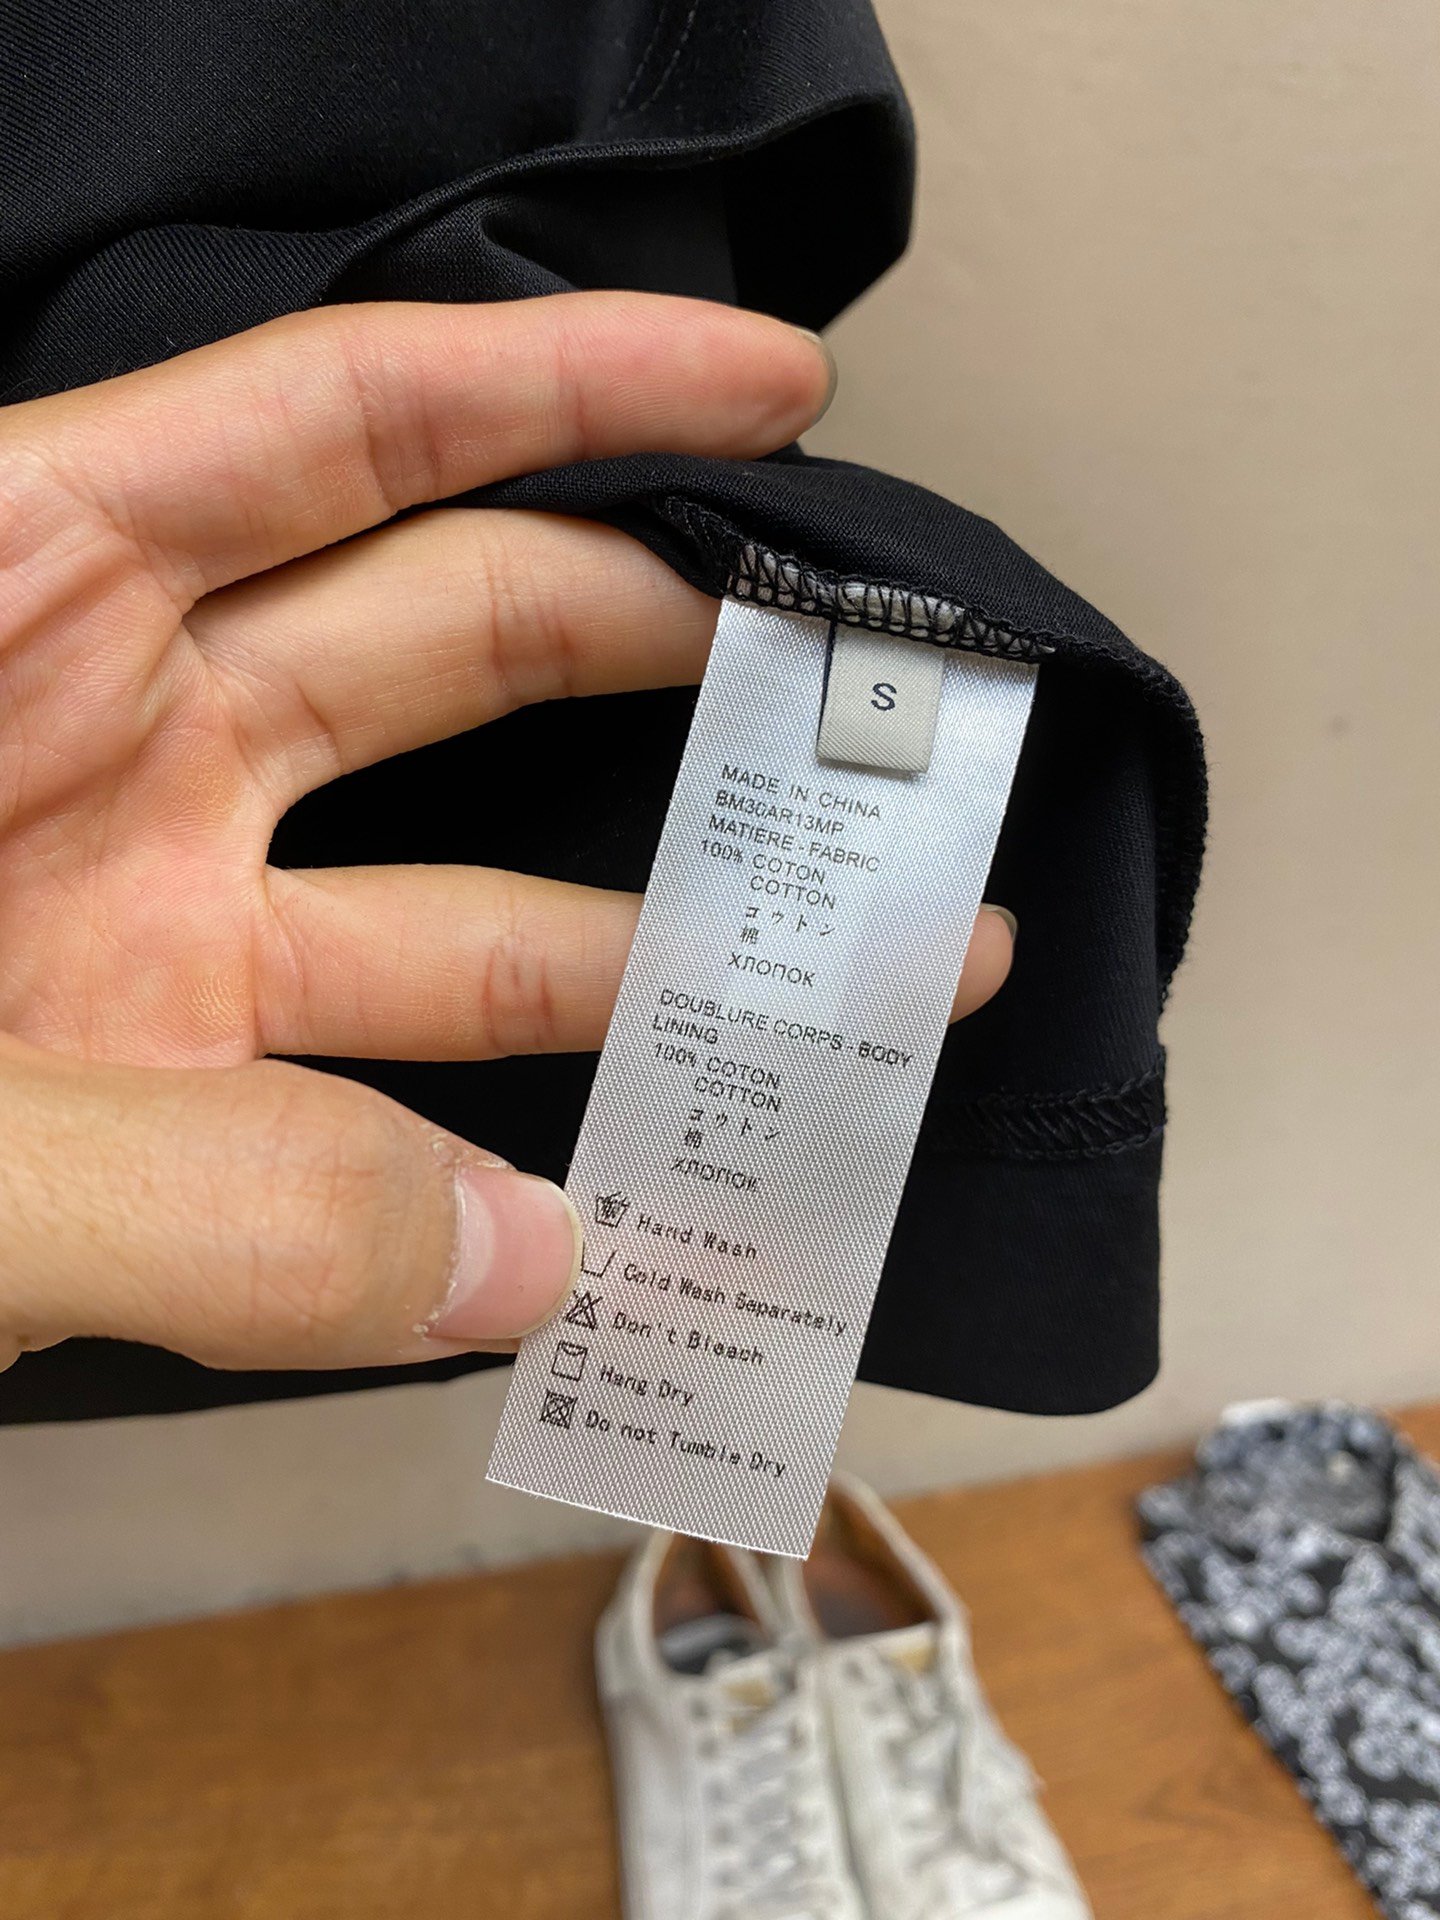 S
MADE IN CHINA
BM30AR13MP
MATIERE - FABRIC
100% COTON
COTTON
コットン
棉
ХЛОПОК
DOUBLURE CORPS - BODY
LINING
100% COTON
COTTON
コットン
棉
ХЛОПОК
Hand Wash
Cold Wash Separately
Don't Bleach
Hang Dry
Do not Tumble Dry